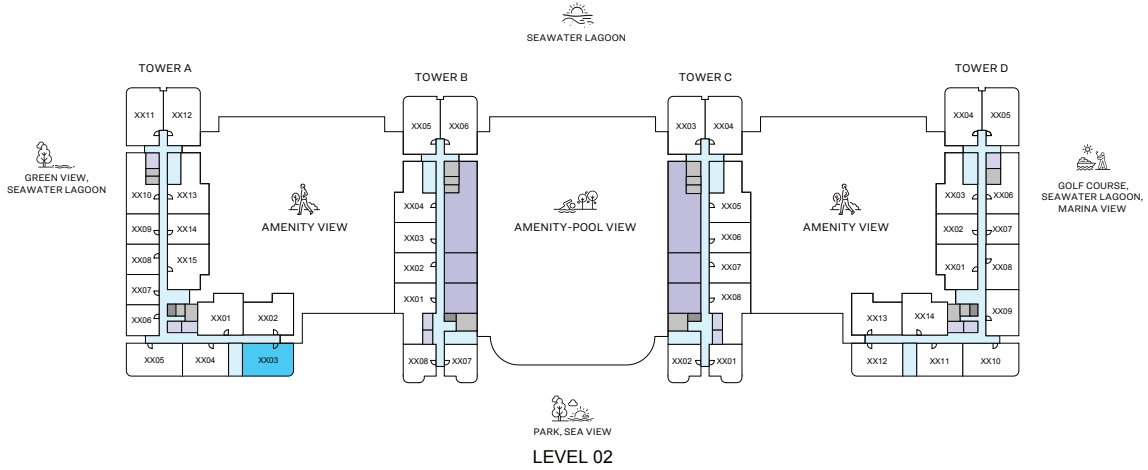 SEAWATER LAGOON
TOWER A
TOWER B
TOWER C
TOWER D
XX11
XX12
XX05
XX06
XX03
XX04
XX04
XX05
GREEN VIEW,
SEAWATER LAGOON
XX10
XX13
XX09
XX14
XX08
XX15
XX07
XX06
XX01
XX02
XX05
XX04
XX03
AMENITY VIEW
XX04
XX03
XX02
XX01
XX08
XX07
AMENITY-POOL VIEW
XX05
XX06
XX07
XX08
XX02
XX01
AMENITY VIEW
XX03
XX06
XX02
XX07
XX01
XX08
XX09
XX13
XX14
XX12
XX11
XX10
GOLF COURSE,
SEAWATER LAGOON,
MARINA VIEW
PARK, SEA VIEW
LEVEL 02